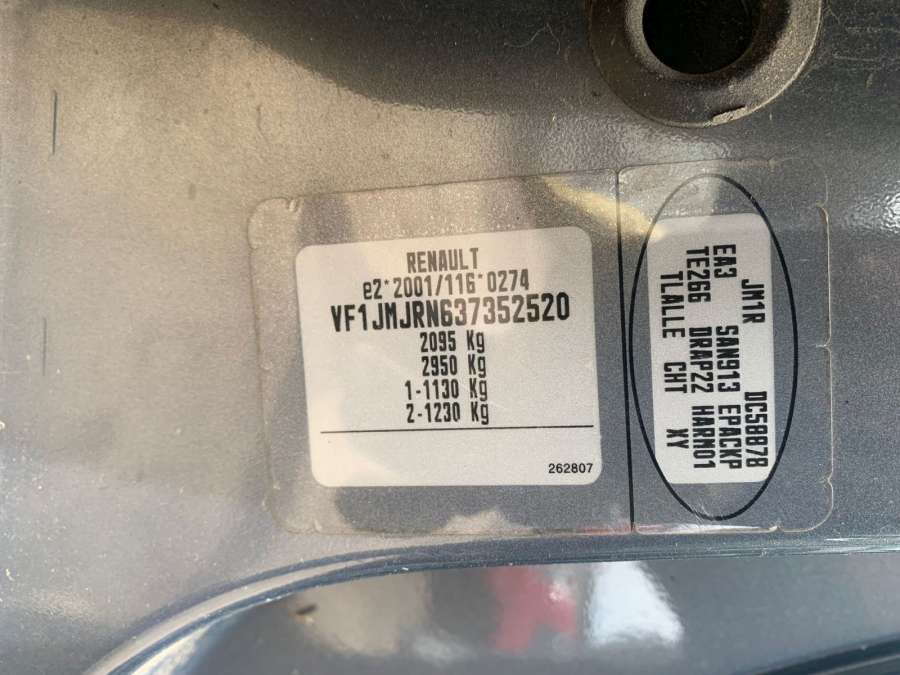 RENAULT
e2*2001/116*0274
VF1JMJRN637352520
2095 Kg
2950 Kg
1-1130 Kg
2-1230 Kg
262807
JM1R DC58878
EA3 SAN913 EPACKP
TE266 DRAP22 HARM01
TLALLE CHT XY